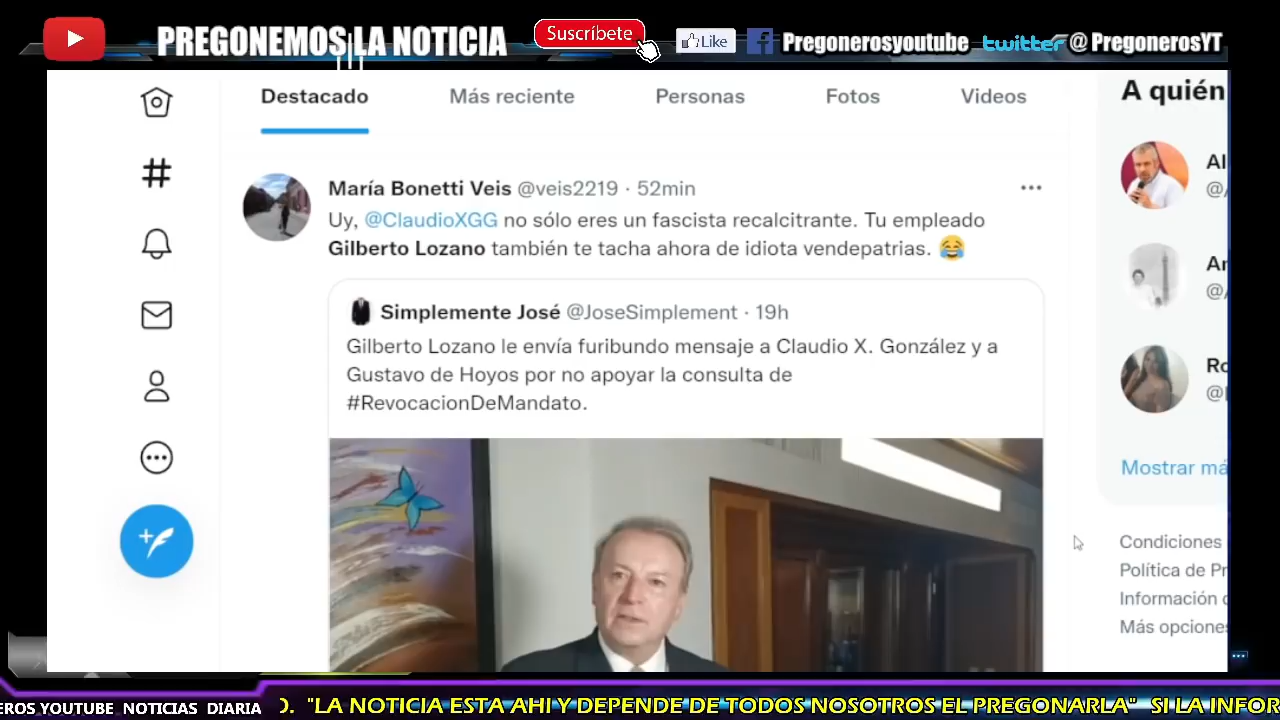 PREGONEMOS LA NOTICIA
Suscríbete
Like
Pregonerosyoutube
twitter @PregonerosYT
Destacado
Más reciente
Personas
Fotos
Videos
A quién
María Bonetti Veis @veis2219 · 52min
Uy, @ClaudioXGG no sólo eres un fascista recalcitrante. Tu empleado
Gilberto Lozano también te tacha ahora de idiota vendepatrias. 😂
Simplemente José @JoseSimplement · 19h
Gilberto Lozano le envía furibundo mensaje a Claudio X. González y a
Gustavo de Hoyos por no apoyar la consulta de
#RevocacionDeMandato.
Al
@
Ar
@
Ro
@
Mostrar má
Condiciones
Política de Pr
Información
Más opciones
EROS YOUTUBE NOTICIAS DIARIA
O. "LA NOTICIA ESTA AHI Y DEPENDE DE TODOS NOSOTROS EL PREGONARLA" SI LA INFOR